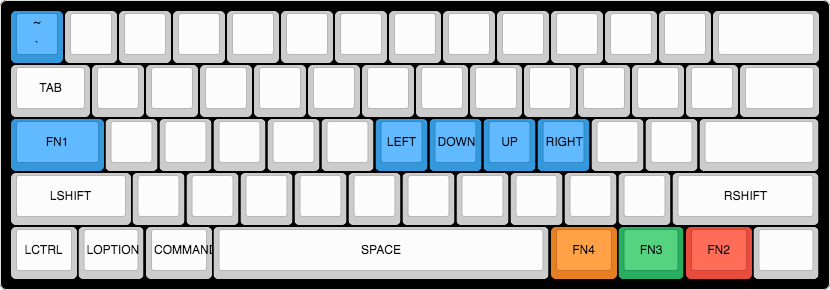 ~
`
TAB
FN1
LEFT
DOWN
UP
RIGHT
LSHIFT
RSHIFT
LCTRL
LOPTION
COMMAND
SPACE
FN4
FN3
FN2